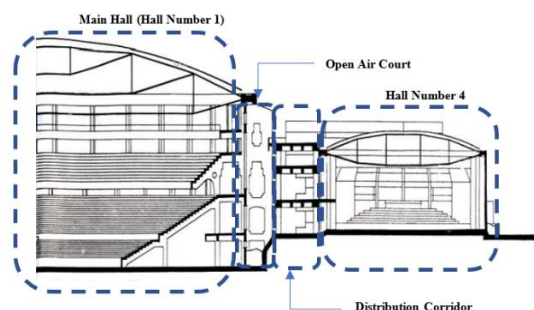 Main Hall (Hall Number 1)
Open Air Court
Hall Number 4
Distribution Corridor